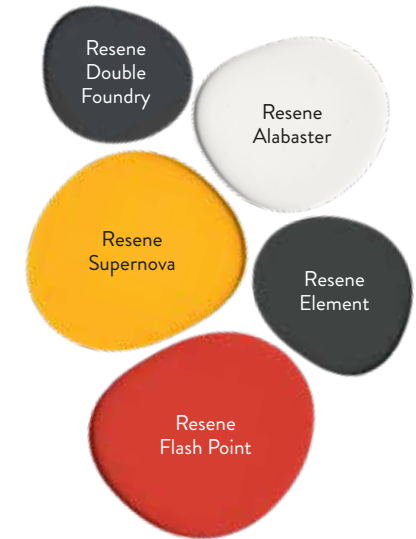 Resene
Double
Foundry
Resene
Alabaster
Resene
Supernova
Resene
Element
Resene
Flash Point